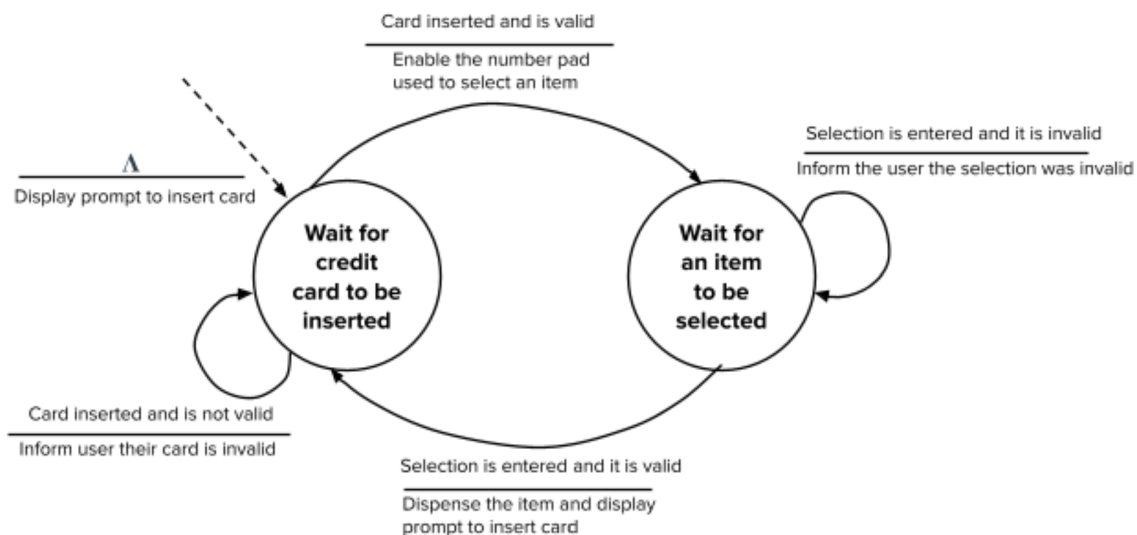 Card inserted and is valid
Enable the number pad
used to select an item
Λ
Display prompt to insert card
Selection is entered and it is invalid
Inform the user the selection was invalid
Wait for
credit
card to be
inserted
Wait for
an item
to be
selected
Card inserted and is not valid
Inform user their card is invalid
Selection is entered and it is valid
Dispense the item and display
prompt to insert card